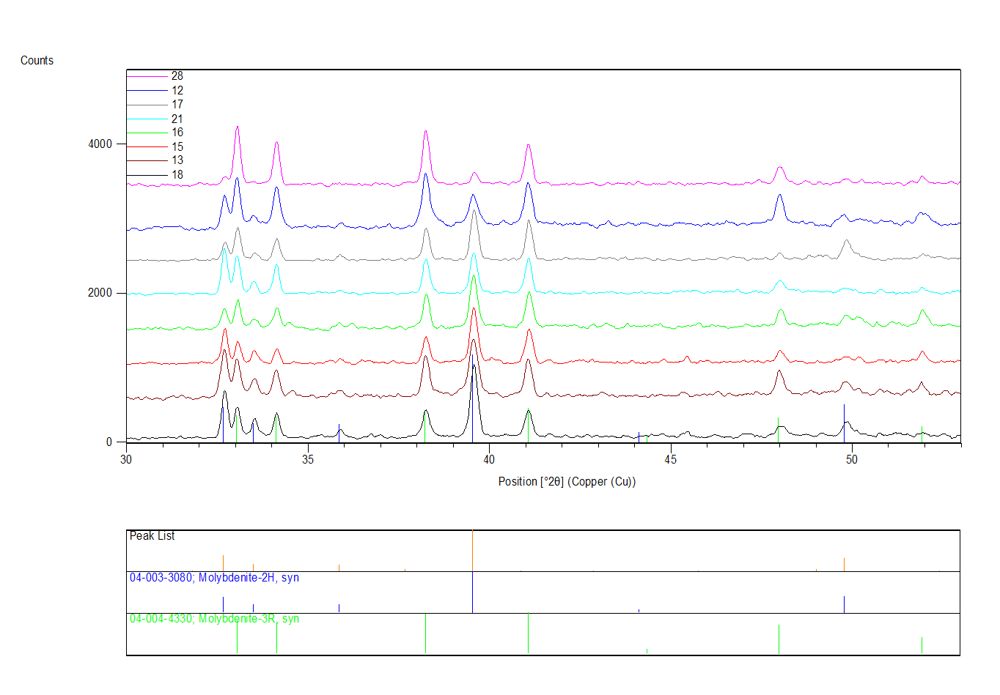 Counts
28
12
17
21
16
15
13
18
4000
2000
0
30 35 40 45 50
Position [°2θ] (Copper (Cu))
Peak List
04-003-3080; Molybdenite-2H, syn
04-004-4330; Molybdenite-3R, syn